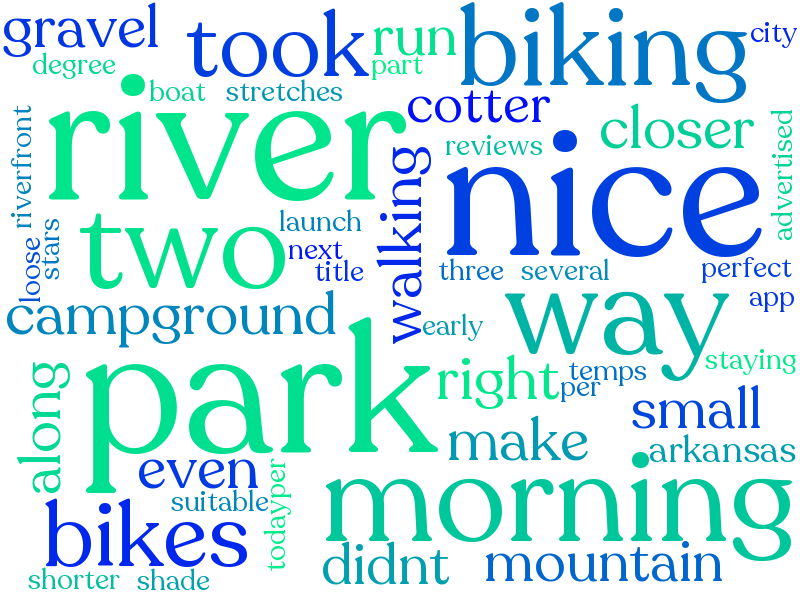 gravel
took
run
biking
city
degree
part
boat
stretches
cotter
closer
reviews
advertised
riverfront
river
nice
walking
two
launch
next
title
loose
stars
three
several
perfect
app
campground
early
way
staying
park
right
temps
per
along
small
make
arkansas
even
suitable
todayper
morning
bikes
didnt
mountain
shorter
shade